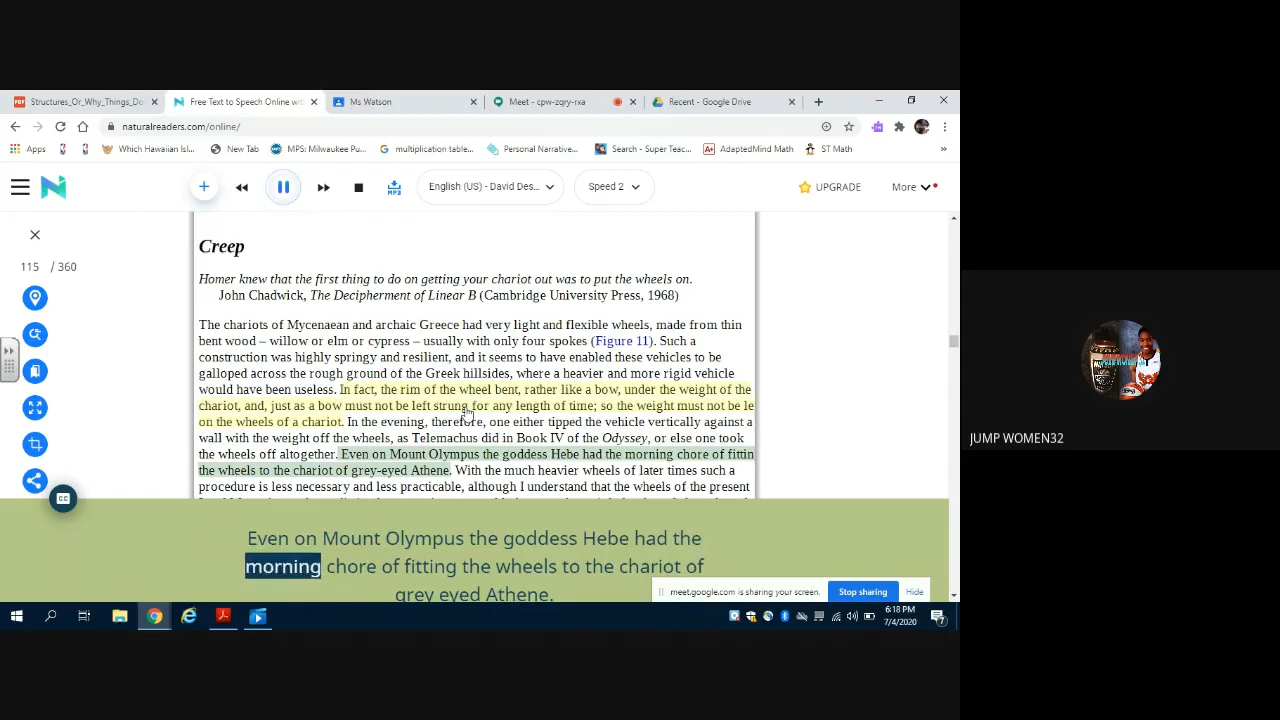 Structures_Or_Why_Things_Do
Free Text to Speech Online wit
Ms Watson
Meet - cpw-zqry-rxa
Recent - Google Drive
naturalreaders.com/online/
Apps
Which Hawaiian Isl...
New Tab
MPS: Milwaukee Pu...
multiplication table...
Personal Narrative...
Search - Super Teac...
AdaptedMind Math
ST Math
MP3
English (US) - David Des...
Speed 2
UPGRADE
More
115 / 360
Creep
Homer knew that the first thing to do on getting your chariot out was to put the wheels on.
John Chadwick, The Decipherment of Linear B (Cambridge University Press, 1968)
The chariots of Mycenaean and archaic Greece had very light and flexible wheels, made from thin
bent wood – willow or elm or cypress – usually with only four spokes (Figure 11). Such a
construction was highly springy and resilient, and it seems to have enabled these vehicles to be
galloped across the rough ground of the Greek hillsides, where a heavier and more rigid vehicle
would have been useless. In fact, the rim of the wheel bent, rather like a bow, under the weight of the
chariot, and, just as a bow must not be left strung for any length of time; so the weight must not be le
on the wheels of a chariot. In the evening, therefore, one either tipped the vehicle vertically against a
wall with the weight off the wheels, as Telemachus did in Book IV of the Odyssey, or else one took
the wheels off altogether. Even on Mount Olympus the goddess Hebe had the morning chore of fittin
the wheels to the chariot of grey-eyed Athene. With the much heavier wheels of later times such a
procedure is less necessary and less practicable, although I understand that the wheels of the present
CC
Even on Mount Olympus the goddess Hebe had the
morning chore of fitting the wheels to the chariot of
grey eyed Athene.
meet.google.com is sharing your screen.
Stop sharing
Hide
6:18 PM
7/4/2020
JUMP WOMEN32